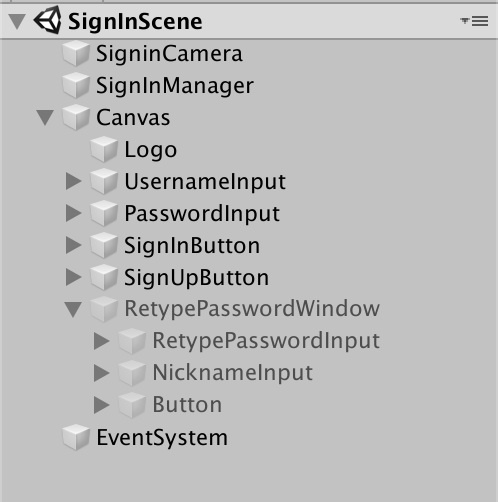 SignInScene
SigninCamera
SignInManager
Canvas
Logo
UsernameInput
PasswordInput
SignInButton
SignUpButton
RetypePasswordWindow
RetypePasswordInput
NicknameInput
Button
EventSystem